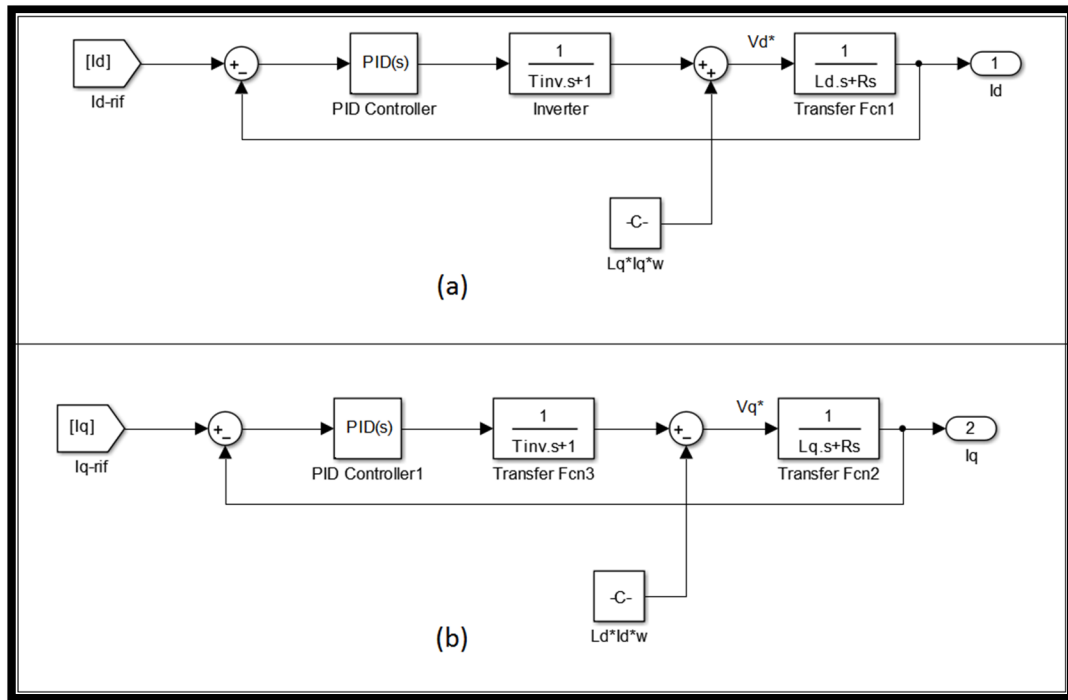 [Id]
Id-rif
+
-
PID(s)
PID Controller
1
Tinv.s+1
Inverter
+
+
Vd*
1
Ld.s+Rs
Transfer Fcn1
1
Id
-C-
Lq*Iq*w
(a)
[Iq]
Iq-rif
+
-
PID(s)
PID Controller1
1
Tinv.s+1
Transfer Fcn3
+
-
Vq*
1
Lq.s+Rs
Transfer Fcn2
2
Iq
-C-
Ld*Id*w
(b)